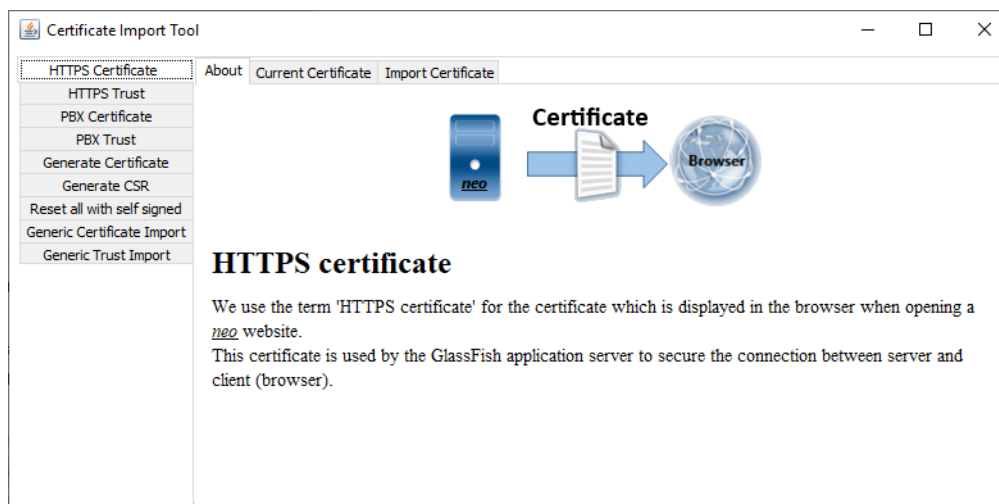 Certificate Import Tool
HTTPS Certificate
HTTPS Trust
PBX Certificate
PBX Trust
Generate Certificate
Generate CSR
Reset all with self signed
Generic Certificate Import
Generic Trust Import
About Current Certificate Import Certificate
Certificate
neo
Browser
HTTPS certificate
We use the term 'HTTPS certificate' for the certificate which is displayed in the browser when opening a
neo website.
This certificate is used by the GlassFish application server to secure the connection between server and
client (browser).